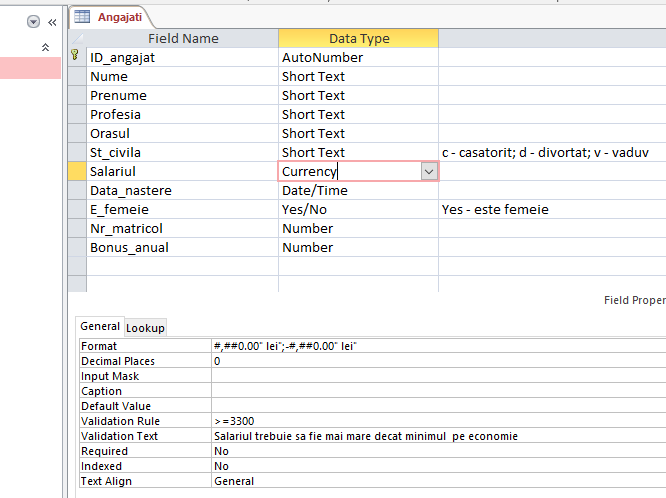 Angajati
Field Name Data Type
ID_angajat AutoNumber
Nume Short Text
Prenume Short Text
Profesia Short Text
Orasul Short Text
St_civila Short Text c - casatorit; d - divortat; v - vaduv
Salariul Currency
Data_nastere Date/Time
E_femeie Yes/No Yes - este femeie
Nr_matricol Number
Bonus_anual Number
Field Proper
General Lookup
Format #,##0.00" lei";-#,##0.00" lei"
Decimal Places 0
Input Mask
Caption
Default Value
Validation Rule >=3300
Validation Text Salariul trebuie sa fie mai mare decat minimul pe economie
Required No
Indexed No
Text Align General